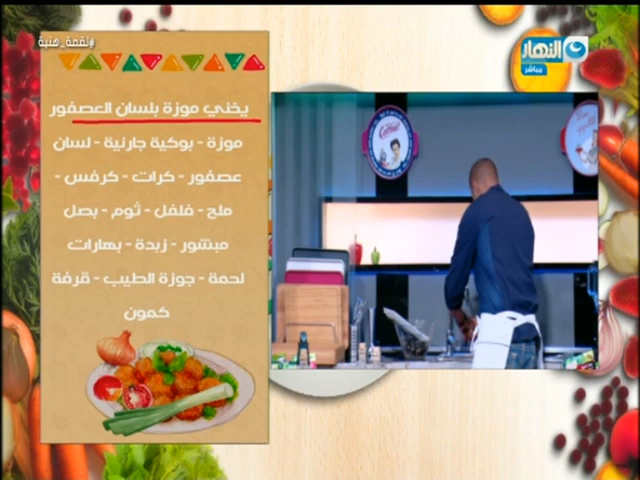 #لقمة_هنية
النهار
مباشر
يخني موزة بلسان العصفور
موزة - بوكية جارنية - لسان
عصفور - كرات - كرفس -
ملح - فلفل - ثوم - بصل
مبشور - زبدة - بهارات
لحمة - جوزة الطيب - قرفة
كمون